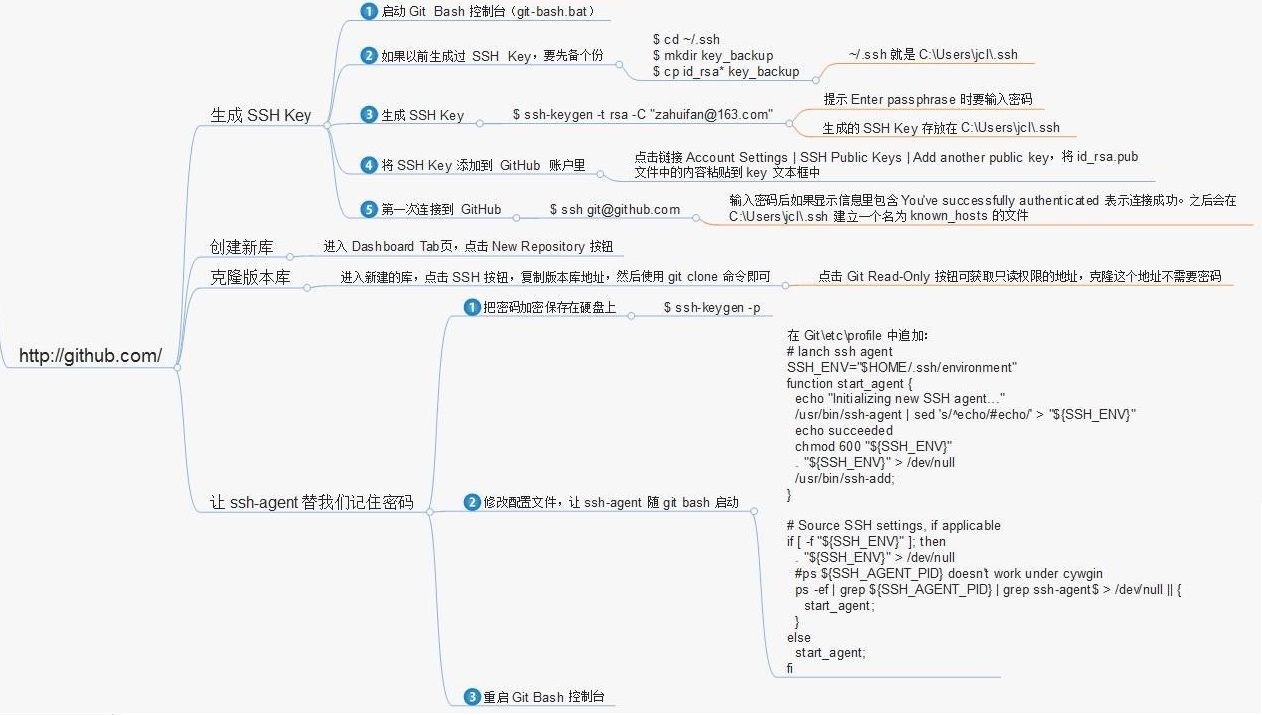 http://github.com/
生成 SSH Key
1 启动 Git Bash 控制台（git-bash.bat）
2 如果以前生成过 SSH Key，要先备个份
$ cd ~/.ssh
$ mkdir key_backup
$ cp id_rsa* key_backup
~/.ssh 就是 C:\Users\jcl\.ssh
3 生成 SSH Key
$ ssh-keygen -t rsa -C "zahuifan@163.com"
提示 Enter passphrase 时要输入密码
生成的 SSH Key 存放在 C:\Users\jcl\.ssh
4 将 SSH Key 添加到 GitHub 账户里
点击链接 Account Settings | SSH Public Keys | Add another public key，将 id_rsa.pub
文件中的内容粘贴到 key 文本框中
5 第一次连接到 GitHub
$ ssh git@github.com
输入密码后如果显示信息里包含 You've successfully authenticated 表示连接成功。之后会在
C:\Users\jcl\.ssh 建立一个名为 known_hosts 的文件
创建新库
进入 Dashboard Tab页，点击 New Repository 按钮
克隆版本库
进入新建的库，点击 SSH 按钮，复制版本库地址，然后使用 git clone 命令即可
点击 Git Read-Only 按钮可获取只读权限的地址，克隆这个地址不需要密码
让 ssh-agent 替我们记住密码
1 把密码加密保存在硬盘上
$ ssh-keygen -p
2 修改配置文件，让 ssh-agent 随 git bash 启动
在 Git\etc\profile 中追加：
# lanch ssh agent
SSH_ENV="$HOME/.ssh/environment"
function start_agent {
echo "Initializing new SSH agent..."
/usr/bin/ssh-agent | sed 's/^echo/#echo/' > "${SSH_ENV}"
echo succeeded
chmod 600 "${SSH_ENV}"
. "${SSH_ENV}" > /dev/null
/usr/bin/ssh-add;
}
# Source SSH settings, if applicable
if [ -f "${SSH_ENV}" ]; then
. "${SSH_ENV}" > /dev/null
#ps ${SSH_AGENT_PID} doesn't work under cywgin
ps -ef | grep ${SSH_AGENT_PID} | grep ssh-agent$ > /dev/null || {
start_agent;
}
else
start_agent;
fi
3 重启 Git Bash 控制台